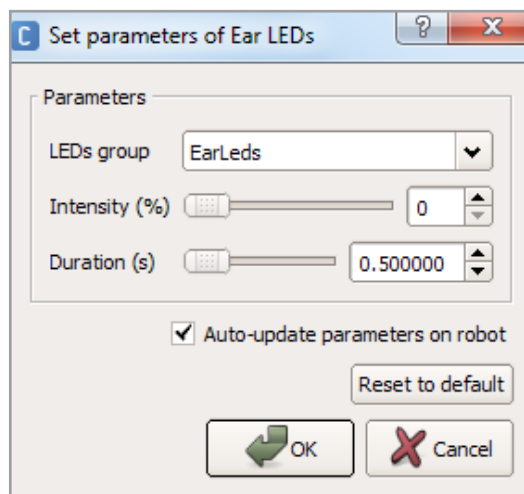 C Set parameters of Ear LEDs ? X
Parameters
LEDs group EarLeds
Intensity (%) 0
Duration (s) 0.500000
Auto-update parameters on robot
Reset to default
OK Cancel